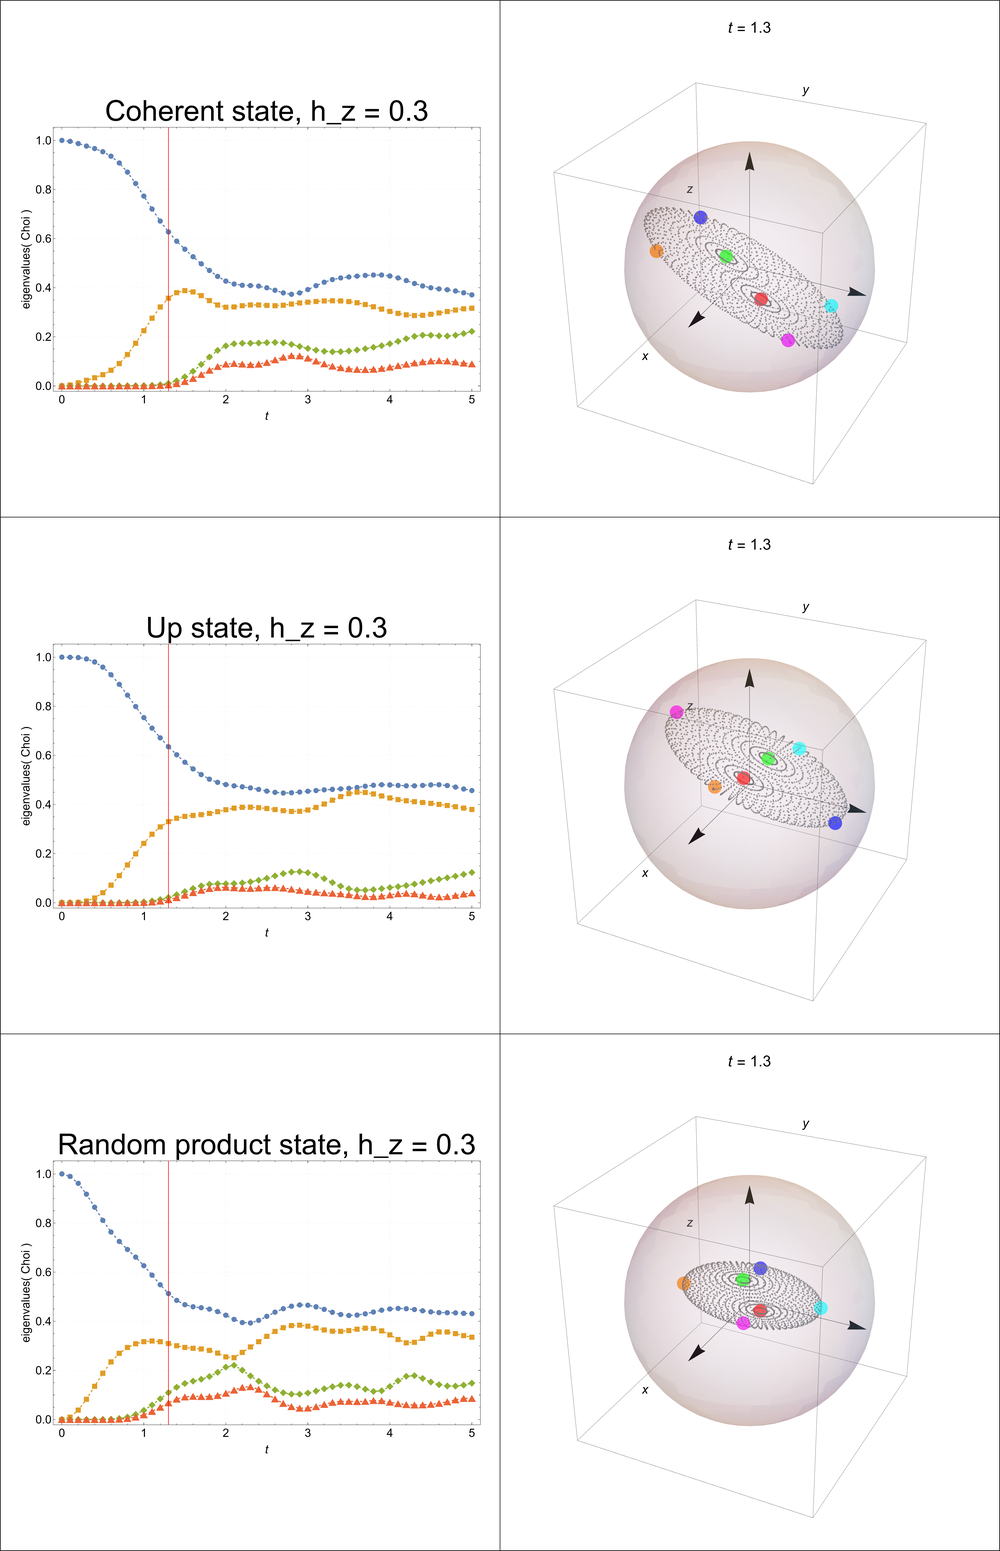 t = 1.3
y
z
x
Coherent state, h_z = 0.3
eigenvalues( Choi )
1.0
0.8
0.6
0.4
0.2
0.0
0 1 2 3 4 5
t
t = 1.3
y
z
x
Up state, h_z = 0.3
eigenvalues( Choi )
1.0
0.8
0.6
0.4
0.2
0.0
0 1 2 3 4 5
t
t = 1.3
y
z
x
Random product state, h_z = 0.3
eigenvalues( Choi )
1.0
0.8
0.6
0.4
0.2
0.0
0 1 2 3 4 5
t